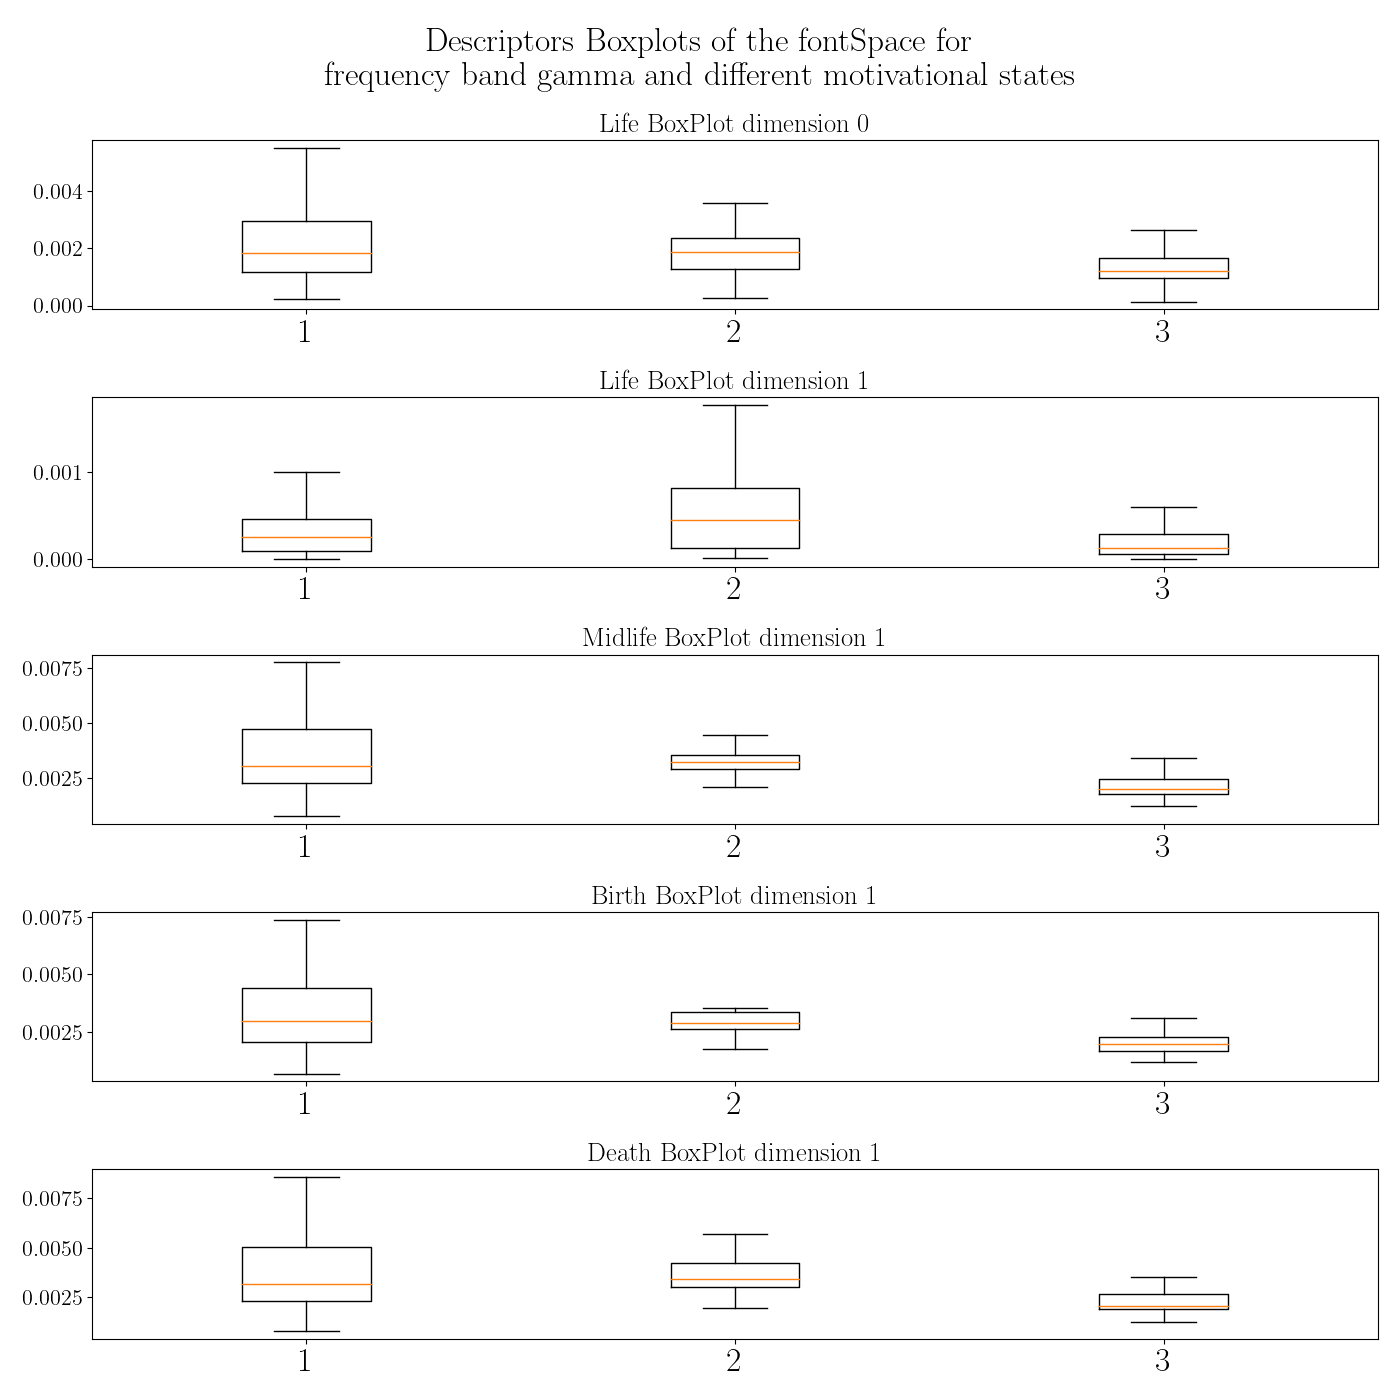 Descriptors Boxplots of the fontSpace for
frequency band gamma and different motivational states
Life BoxPlot dimension 0
0.004
0.002
0.000
1 2 3
Life BoxPlot dimension 1
0.001
0.000
1 2 3
Midlife BoxPlot dimension 1
0.0075
0.0050
0.0025
1 2 3
Birth BoxPlot dimension 1
0.0075
0.0050
0.0025
1 2 3
Death BoxPlot dimension 1
0.0075
0.0050
0.0025
1 2 3